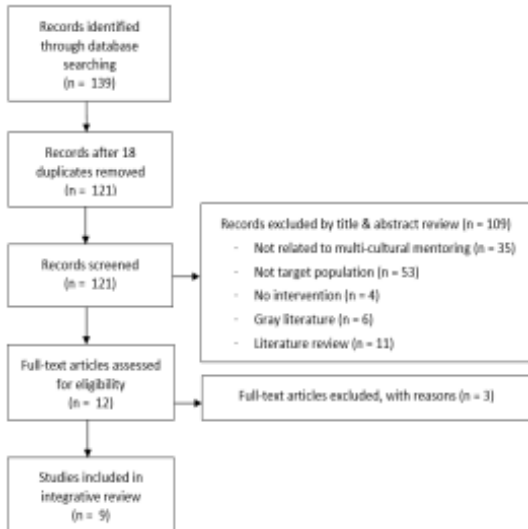 Records identified
through database
searching
(n = 139)
Records after 18
duplicates removed
(n = 121)
Records screened
(n = 121)
Records excluded by title & abstract review (n = 109)
- Not related to multi-cultural mentoring (n = 35)
- Not target population (n = 53)
- No intervention (n = 4)
- Gray literature (n = 6)
- Literature review (n = 11)
Full-text articles assessed
for eligibility
(n = 12)
Full-text articles excluded, with reasons (n = 3)
Studies included in
integrative review
(n = 9)